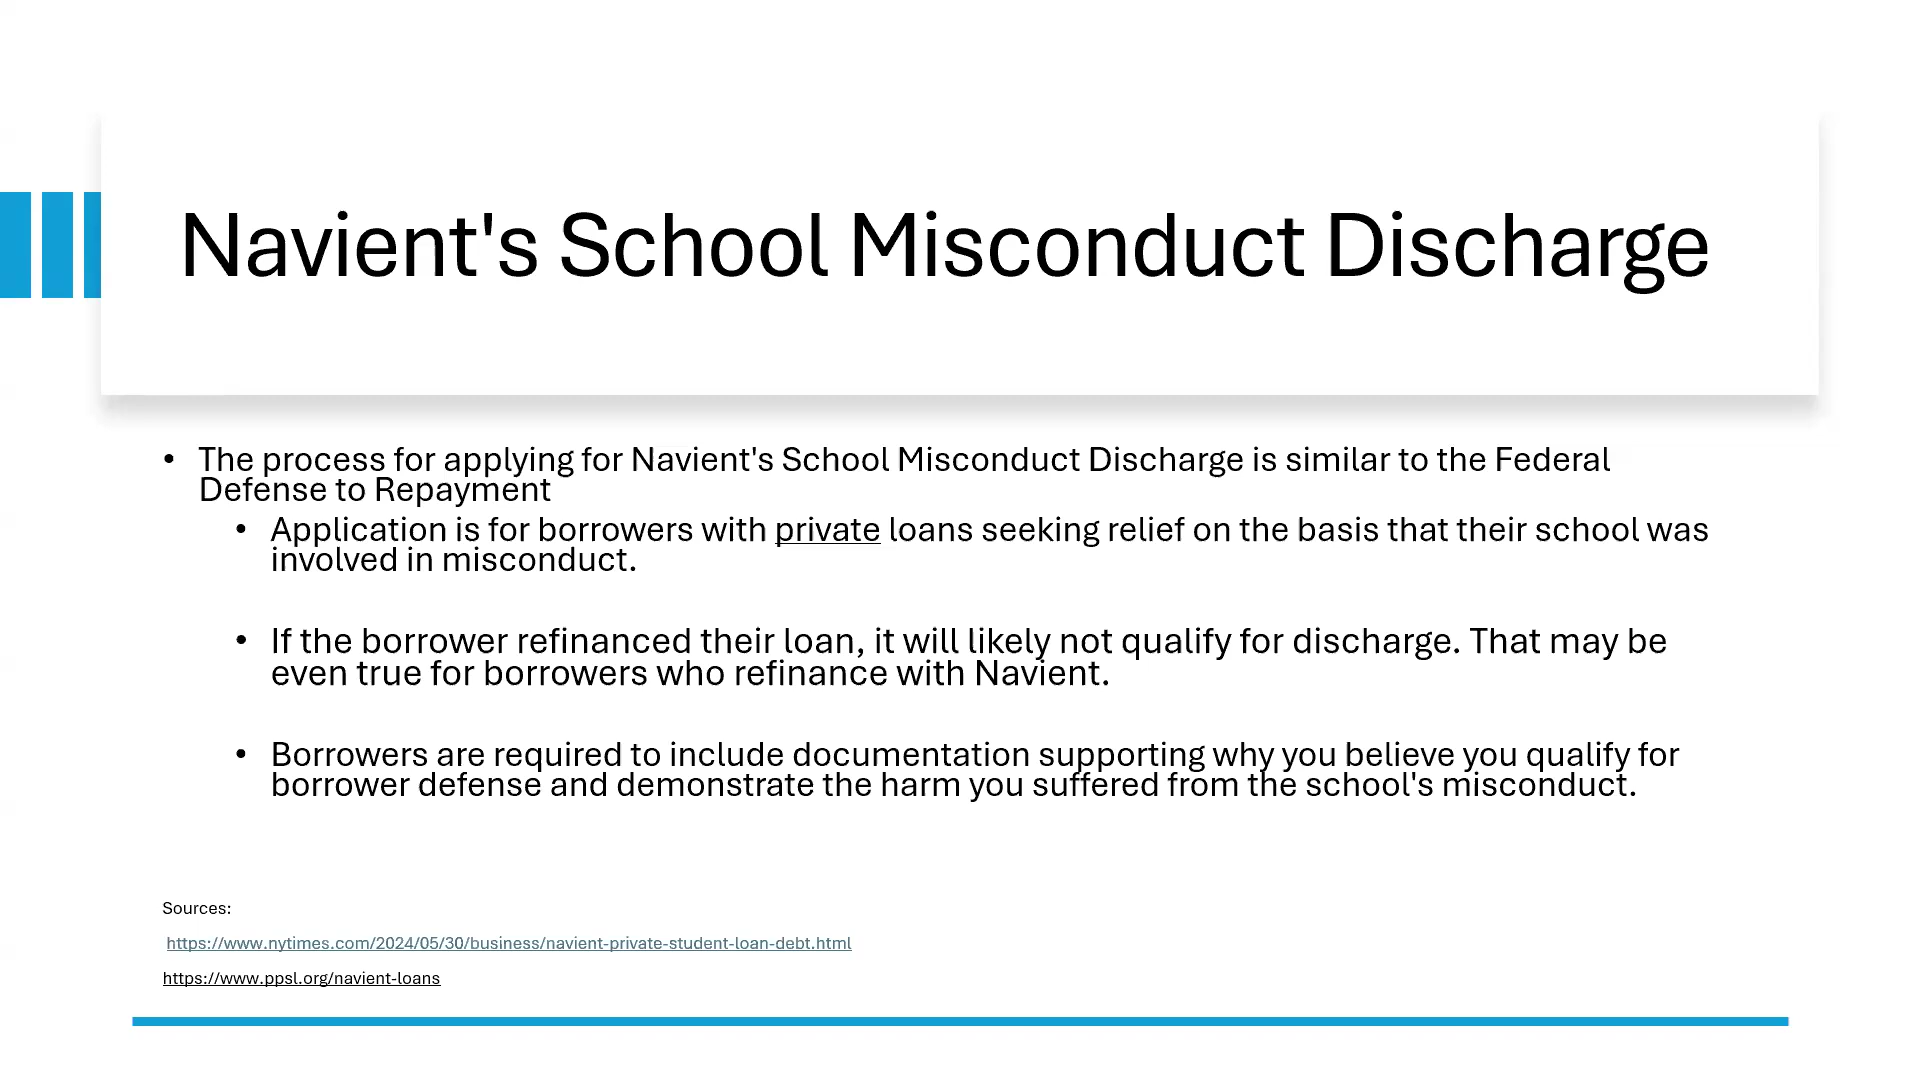 Navient's School Misconduct Discharge
• The process for applying for Navient's School Misconduct Discharge is similar to the Federal
Defense to Repayment
• Application is for borrowers with private loans seeking relief on the basis that their school was
involved in misconduct.
• If the borrower refinanced their loan, it will likely not qualify for discharge. That may be
even true for borrowers who refinance with Navient.
• Borrowers are required to include documentation supporting why you believe you qualify for
borrower defense and demonstrate the harm you suffered from the school's misconduct.
Sources:
https://www.nytimes.com/2024/05/30/business/navient-private-student-loan-debt.html
https://www.ppsl.org/navient-loans